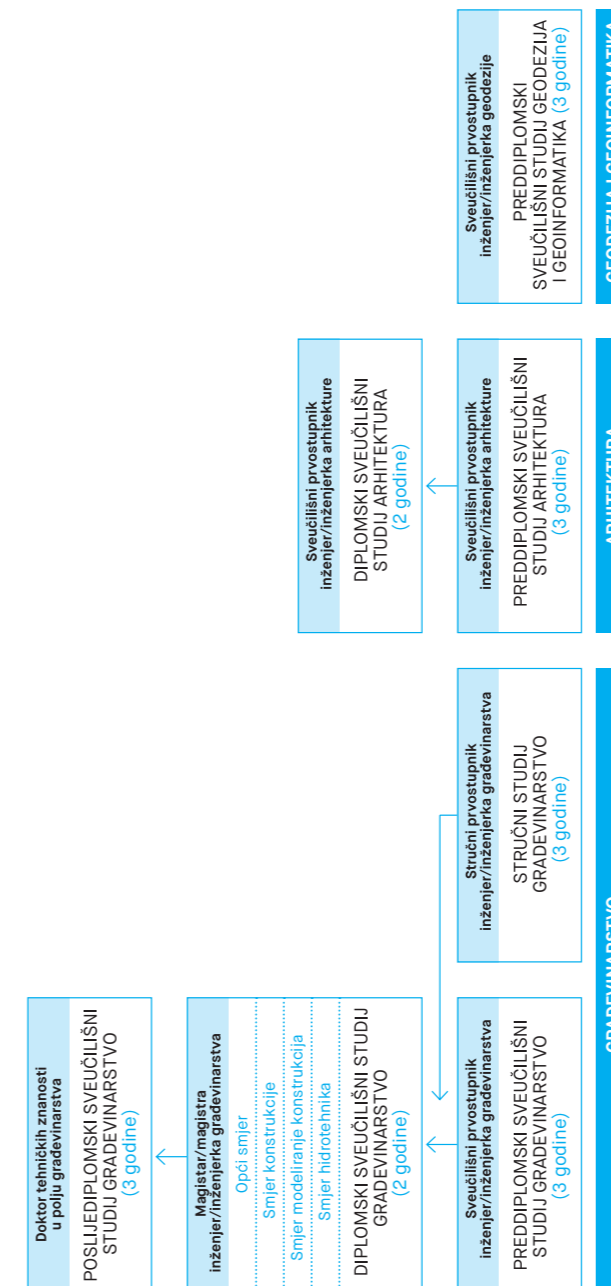 Doktor tehničkih znanosti
u polju građevinarstva
POSLIJEDIPLOMSKI SVEUČILIŠNI
STUDIJ GRAĐEVINARSTVO
(3 godine)
Magistar/magistra
inženjer/inženjerka građevinarstva
Opći smjer
Smjer konstrukcije
Smjer modeliranje konstrukcija
Smjer hidrotehnika
DIPLOMSKI SVEUČILIŠNI STUDIJ
GRAĐEVINARSTVO
(2 godine)
Sveučilišni prvostupnik
inženjer/inženjerka građevinarstva
PREDDIPLOMSKI SVEUČILIŠNI
STUDIJ GRAĐEVINARSTVO
(3 godine)
Stručni prvostupnik
inženjer/inženjerka građevinarstva
STRUČNI STUDIJ
GRAĐEVINARSTVO
(3 godine)
GRAĐEVINARSTVO
Sveučilišni prvostupnik
inženjer/inženjerka arhitekture
DIPLOMSKI SVEUČILIŠNI
STUDIJ ARHITEKTURA
(2 godine)
Sveučilišni prvostupnik
inženjer/inženjerka arhitekture
PREDDIPLOMSKI SVEUČILIŠNI
STUDIJ ARHITEKTURA
(3 godine)
ARHITEKTURA
Sveučilišni prvostupnik
inženjer/inženjerka geodezije
PREDDIPLOMSKI
SVEUČILIŠNI STUDIJ GEODEZIJA
I GEOINFORMATIKA (3 godine)
GEODEZIJA I GEOINFORMATIKA